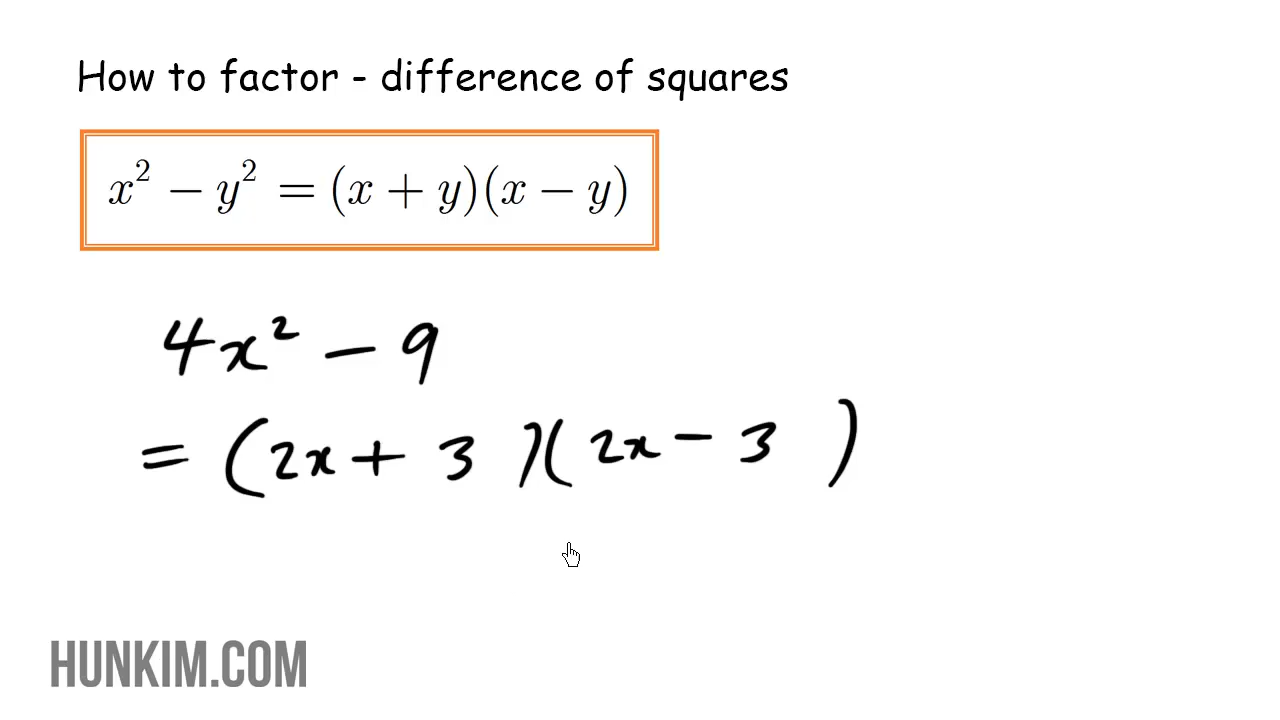 How to factor - difference of squares
x² − y² = (x + y)(x − y)
4x² − 9
= (2x + 3 )(2x − 3 )
HUNKIM.COM